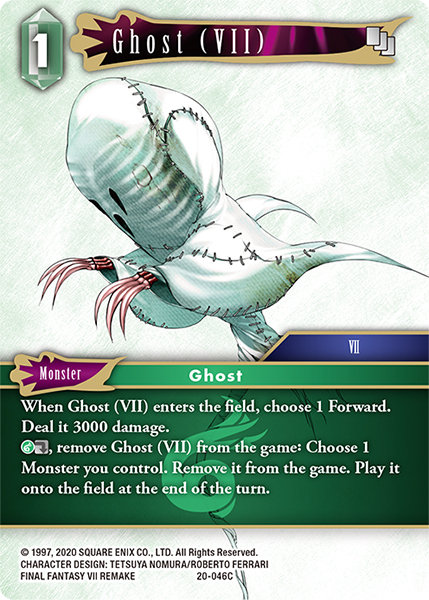 1
Ghost (VII)
VII
Monster
Ghost
When Ghost (VII) enters the field, choose 1 Forward.
Deal it 3000 damage.
, remove Ghost (VII) from the game: Choose 1
Monster you control. Remove it from the game. Play it
onto the field at the end of the turn.
© 1997, 2020 SQUARE ENIX CO., LTD. All Rights Reserved.
CHARACTER DESIGN: TETSUYA NOMURA/ROBERTO FERRARI
FINAL FANTASY VII REMAKE 20-046C